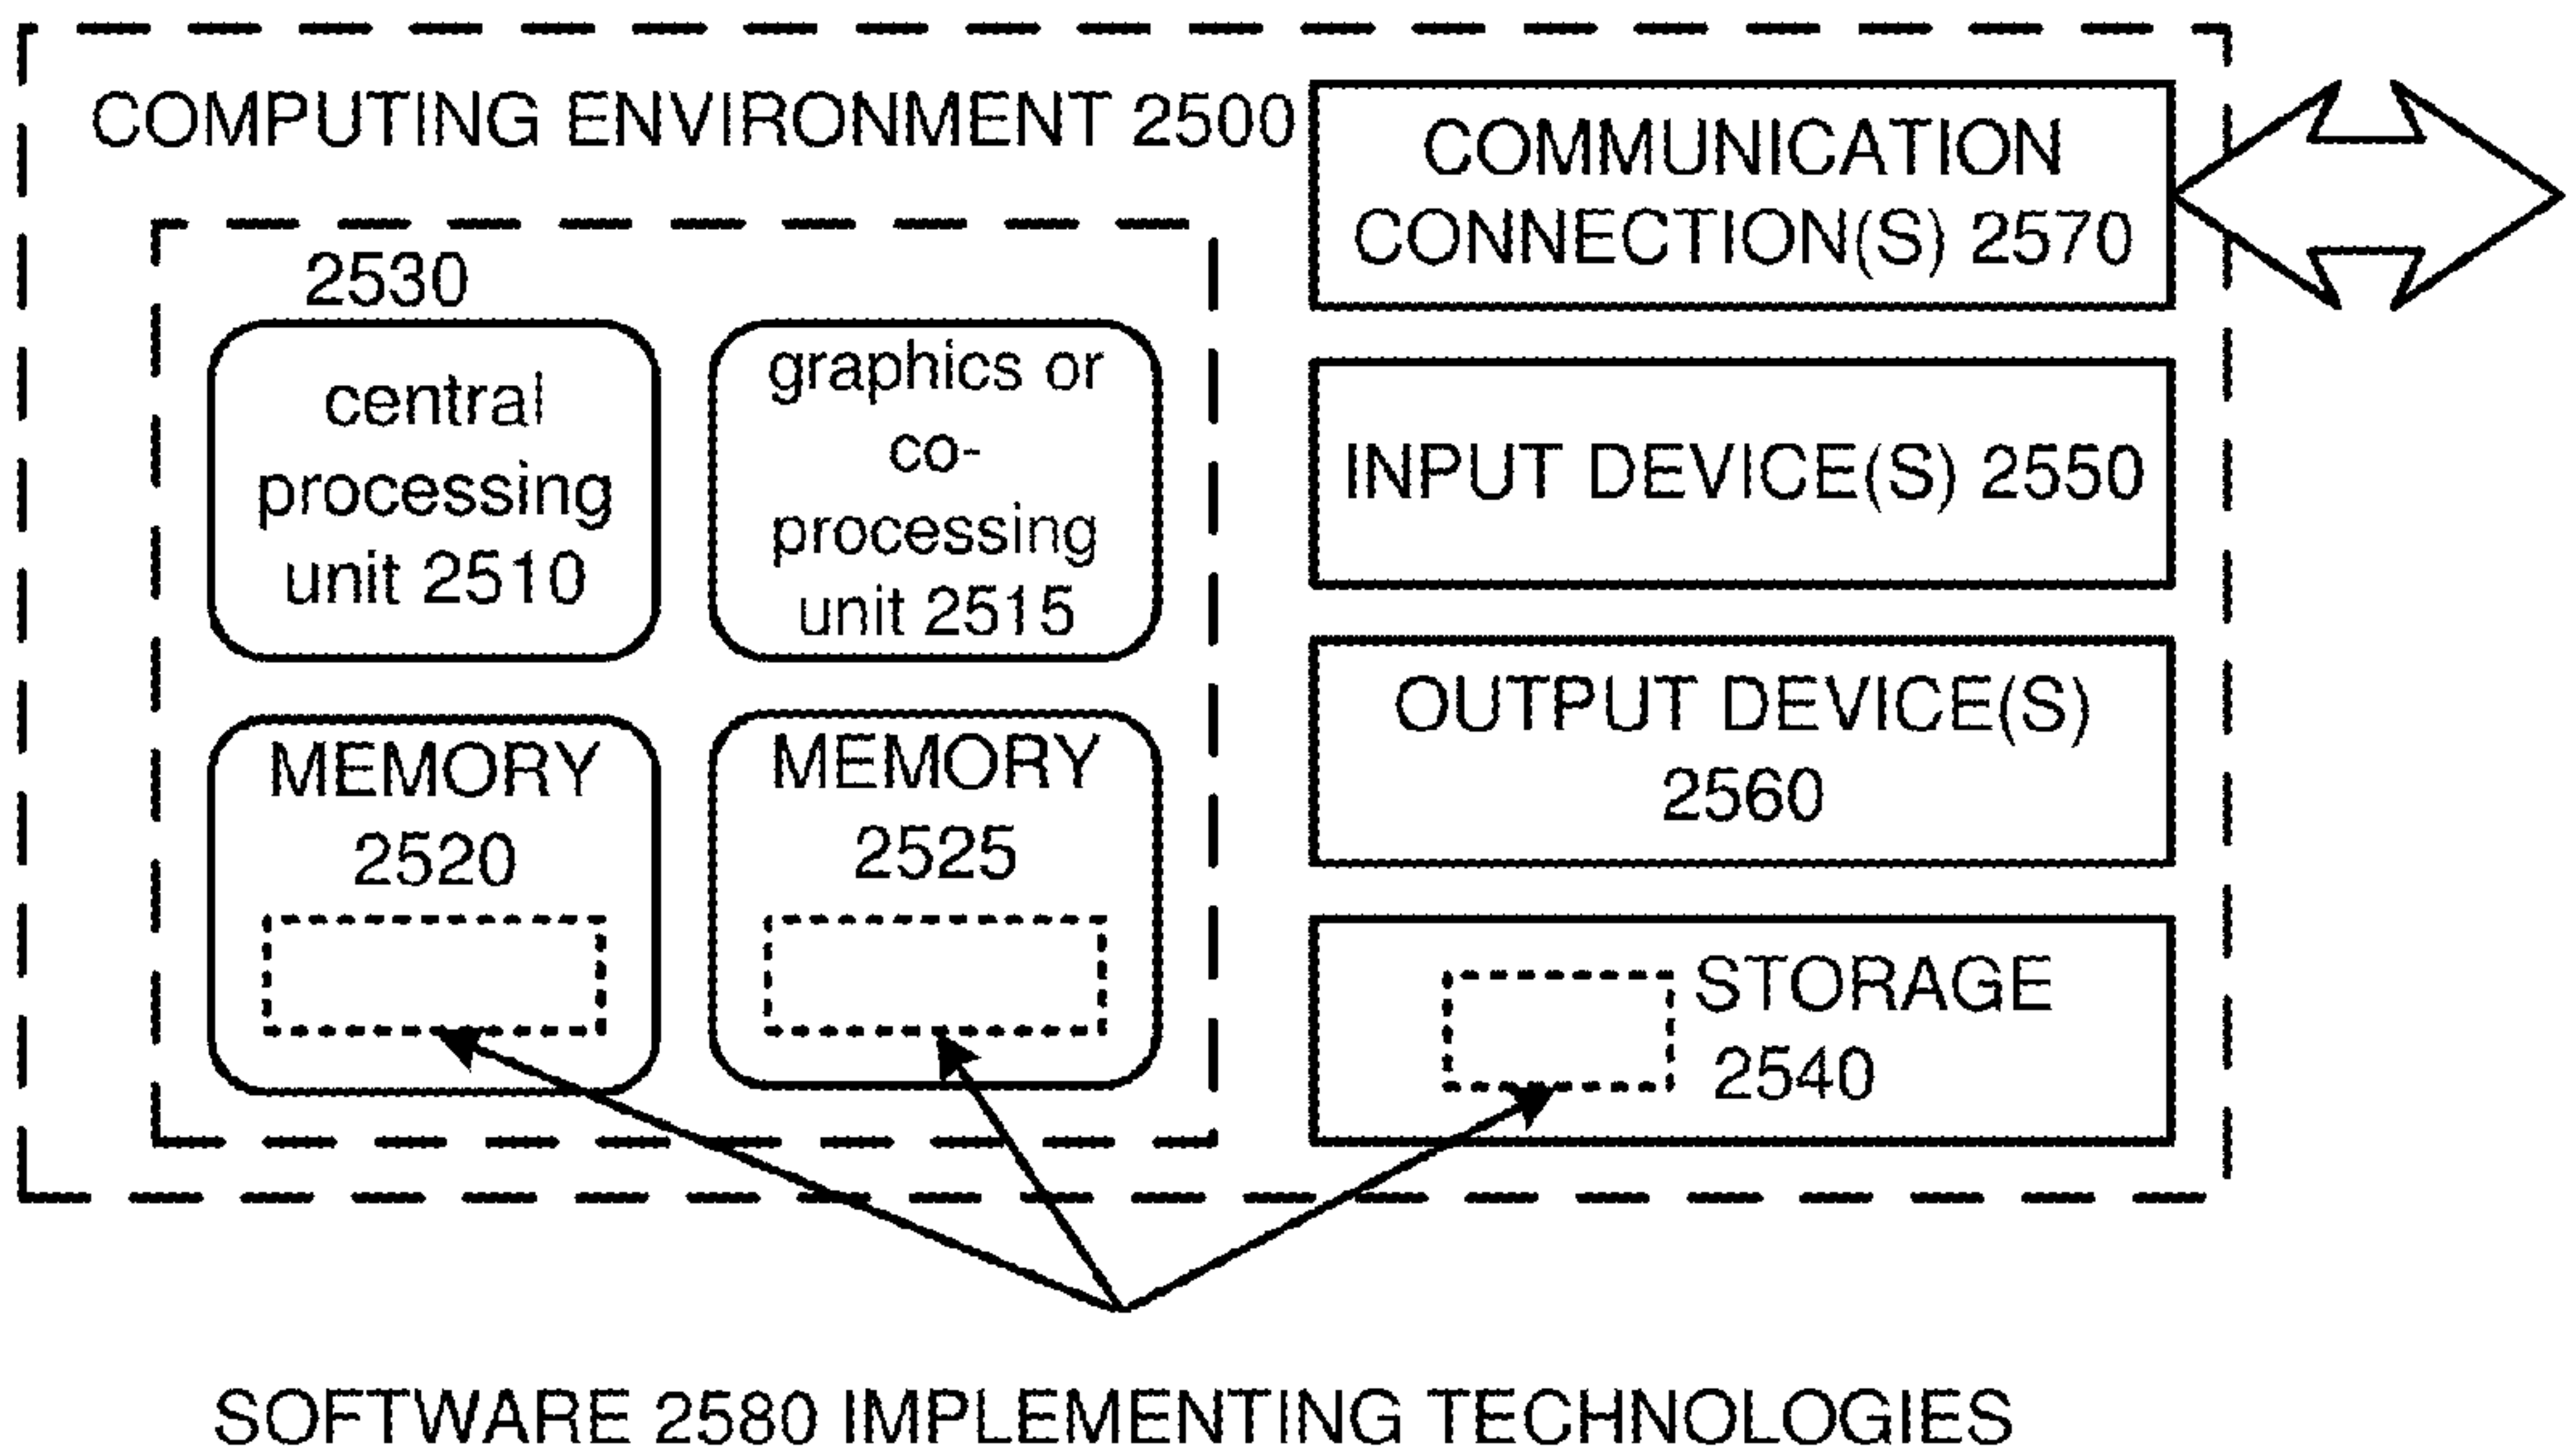 COMPUTING ENVIRONMENT 2500
2530
central
processing
unit 2510
graphics or
co-
processing
unit 2515
MEMORY
2520
MEMORY
2525
COMMUNICATION
CONNECTION(S) 2570
INPUT DEVICE(S) 2550
OUTPUT DEVICE(S)
2560
STORAGE
2540
SOFTWARE 2580 IMPLEMENTING TECHNOLOGIES